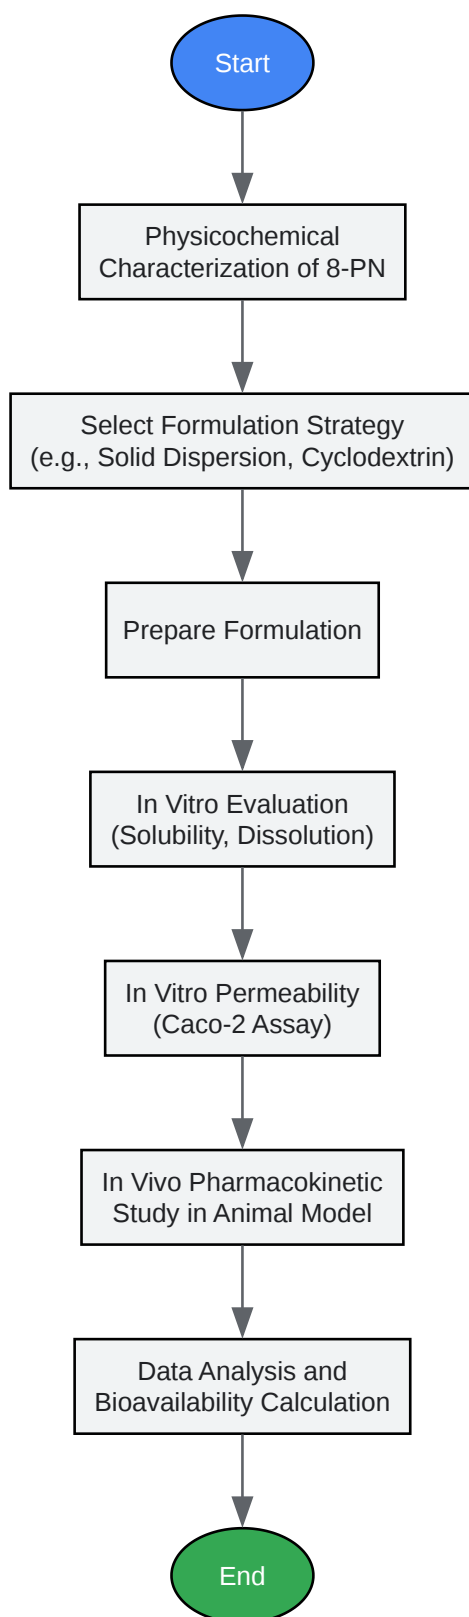 Start
Physicochemical
Characterization of 8-PN
Select Formulation Strategy
(e.g., Solid Dispersion, Cyclodextrin)
Prepare Formulation
In Vitro Evaluation
(Solubility, Dissolution)
In Vitro Permeability
(Caco-2 Assay)
In Vivo Pharmacokinetic
Study in Animal Model
Data Analysis and
Bioavailability Calculation
End